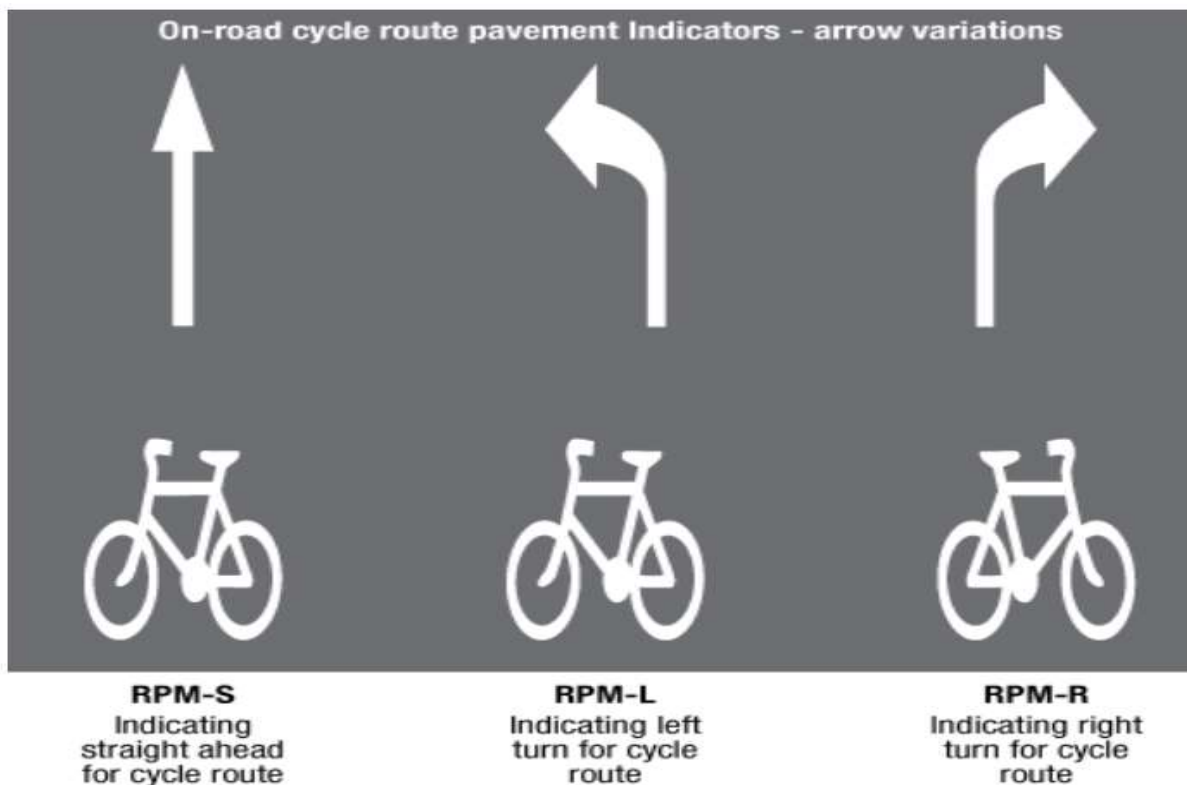 On-road cycle route pavement Indicators - arrow variations
RPM-S
Indicating
straight ahead
for cycle route
RPM-L
Indicating left
turn for cycle
route
RPM-R
Indicating right
turn for cycle
route